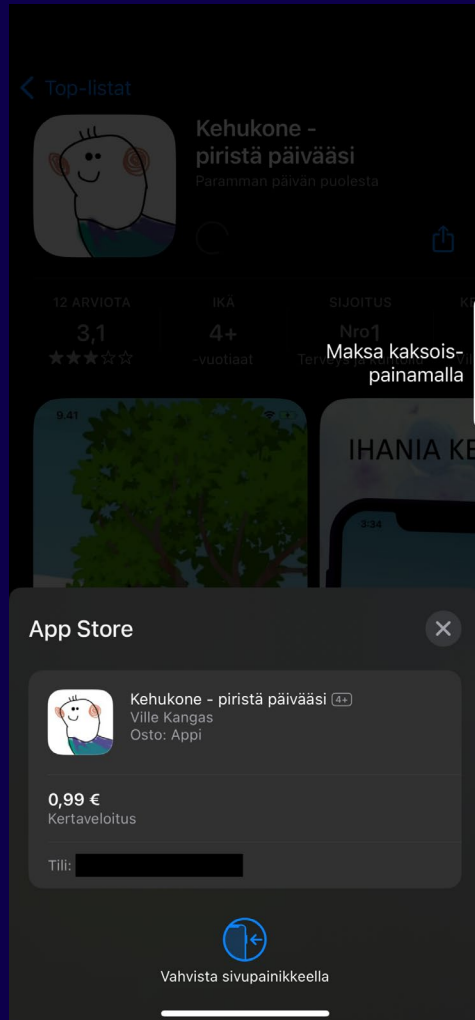 Top-listat
Kehukone -
piristä päivääsi
Paramman päivän puolesta
12 ARVIOTA
IKÄ
SIJOITUS
3,1
4+
Nro1
-vuotiaat
Maksa kaksois-
painamalla
9.41
IHANIA KE
3:34
App Store
Kehukone - piristä päivääsi 4+
Ville Kangas
Osto: Appi
0,99 €
Kertaveloitus
Tili:
Vahvista sivupainikkeella